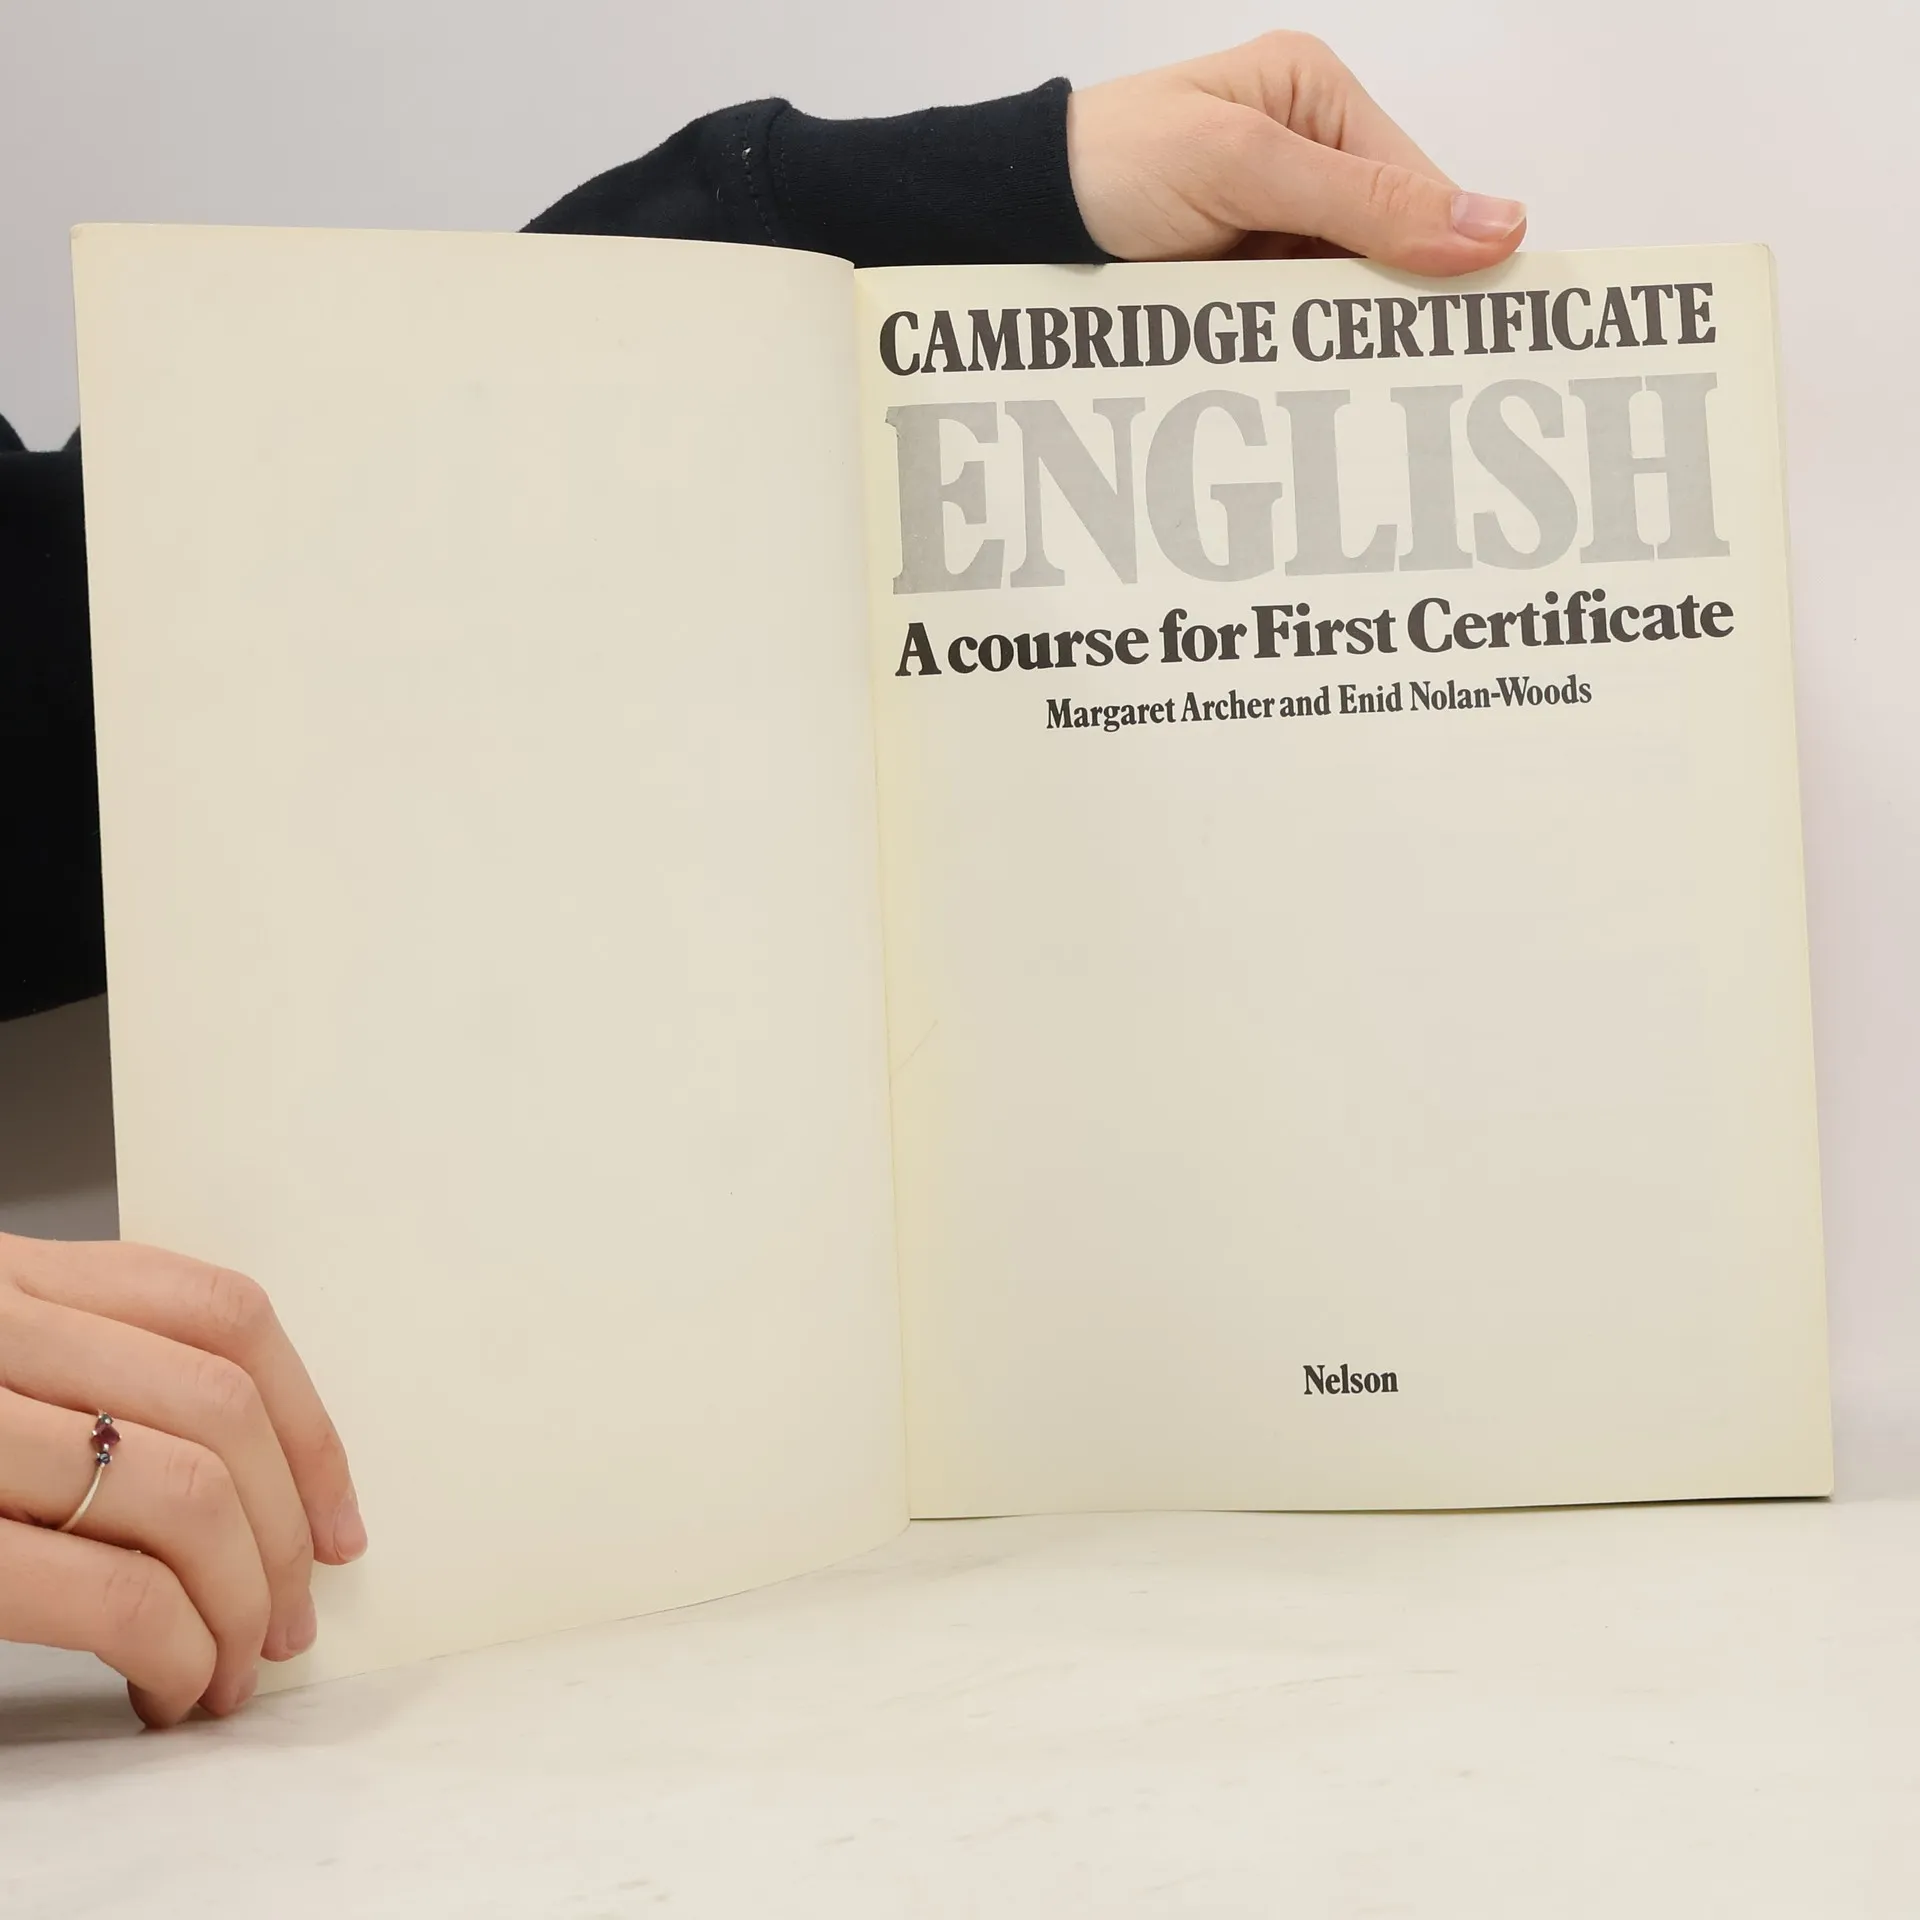 CAMBRIDGE CERTIFICATE
ENGLISH
A course for First Certificate
Margaret Archer and Enid Nolan-Woods
Nelson